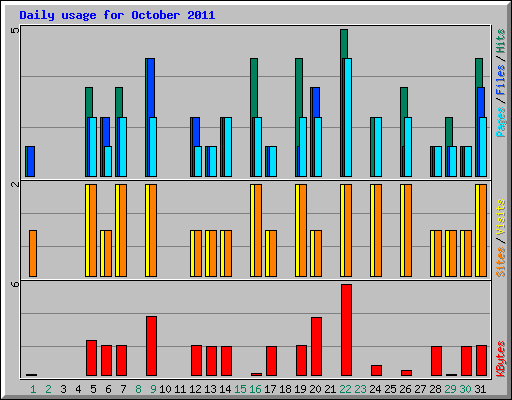 Daily usage for October 2011
5
Pages / Files / Hits
2
Sites / Visits
6
KBytes
1 2 3 4 5 6 7 8 9 10 11 12 13 14 15 16 17 18 19 20 21 22 23 24 25 26 27 28 29 30 31